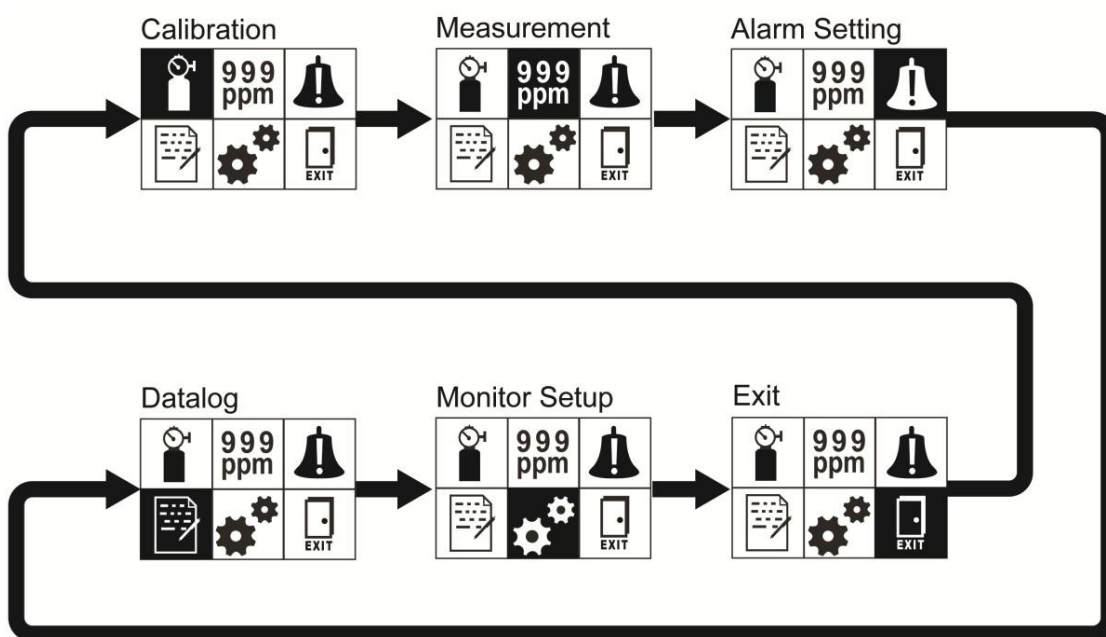 Calibration
Measurement
Alarm Setting
999
ppm
EXIT
999
ppm
EXIT
999
ppm
EXIT
Datalog
Monitor Setup
Exit
999
ppm
EXIT
999
ppm
EXIT
999
ppm
EXIT